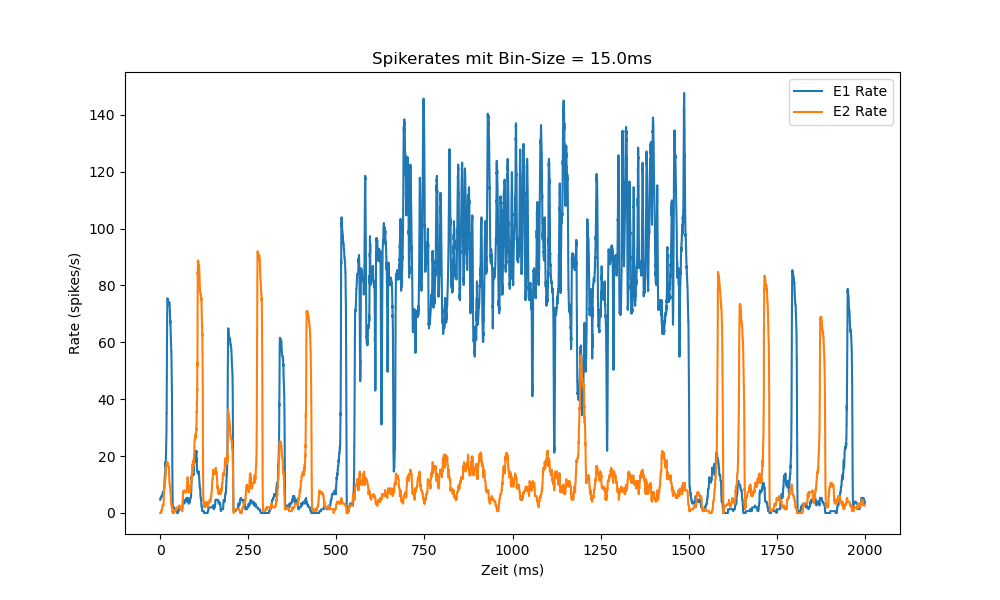 Spikerates mit Bin-Size = 15.0ms
E1 Rate
E2 Rate
140
120
100
80
60
40
20
0
Rate (spikes/s)
0 250 500 750 1000 1250 1500 1750 2000
Zeit (ms)